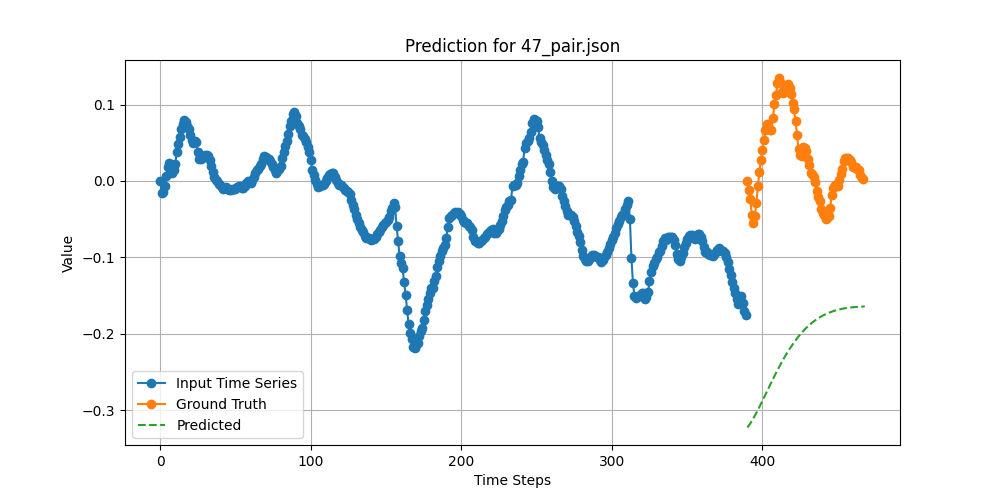 Prediction for 47_pair.json
Value
0.1
0.0
−0.1
−0.2
−0.3
Input Time Series
Ground Truth
Predicted
0 100 200 300 400
Time Steps